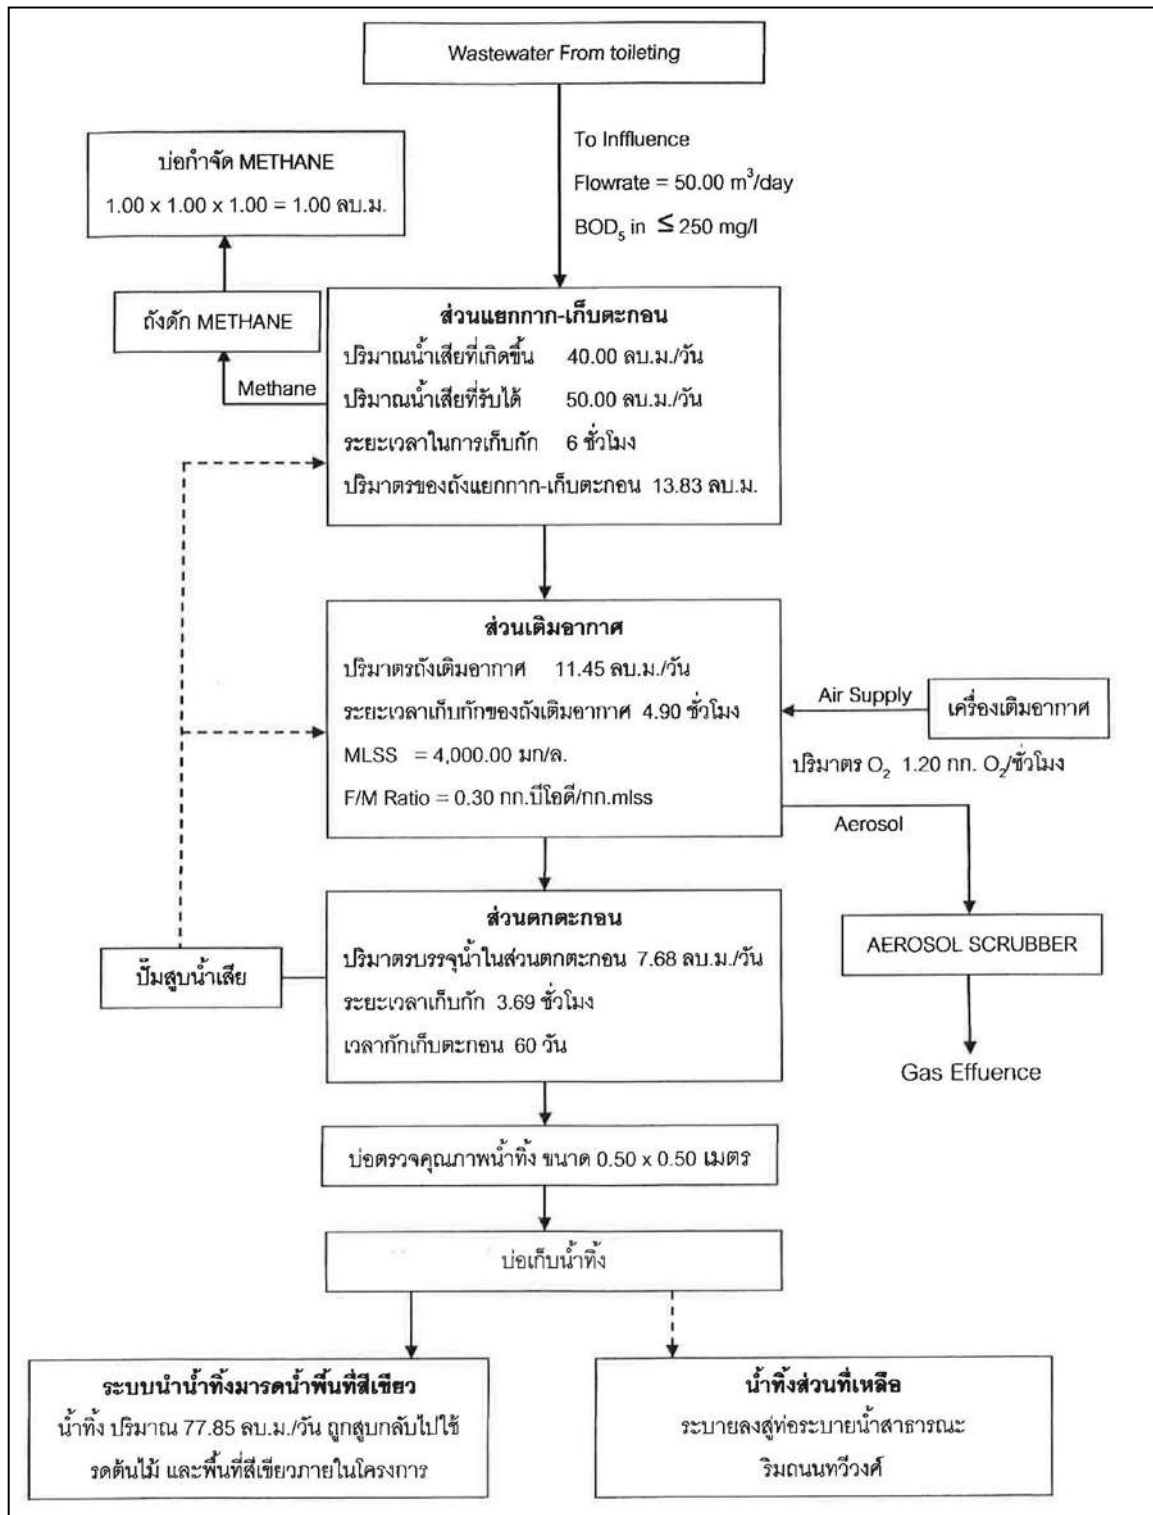 Wastewater From toileting
To Inffluence
Flowrate = 50.00 m³/day
BOD₅ in ≤ 250 mg/l
บ่อกำจัด METHANE
1.00 x 1.00 x 1.00 = 1.00 ลบ.ม.
ถังดัก METHANE
Methane
ส่วนแยกกาก-เก็บตะกอน
ปริมาณน้ำเสียที่เกิดขึ้น 40.00 ลบ.ม./วัน
ปริมาณน้ำเสียที่รับได้ 50.00 ลบ.ม./วัน
ระยะเวลาในการเก็บกัก 6 ชั่วโมง
ปริมาตรของถังแยกกาก-เก็บตะกอน 13.83 ลบ.ม.
ส่วนเติมอากาศ
ปริมาตรถังเติมอากาศ 11.45 ลบ.ม./วัน
ระยะเวลาเก็บกักของถังเติมอากาศ 4.90 ชั่วโมง
MLSS = 4,000.00 มก/ล.
F/M Ratio = 0.30 กก.บีโอดี/กก.mlss
Air Supply
เครื่องเติมอากาศ
ปริมาตร O₂ 1.20 กก. O₂/ชั่วโมง
Aerosol
AEROSOL SCRUBBER
Gas Effuence
ส่วนตกตะกอน
ปริมาตรบรรจุน้ำในส่วนตกตะกอน 7.68 ลบ.ม./วัน
ระยะเวลาเก็บกัก 3.69 ชั่วโมง
เวลากักเก็บตะกอน 60 วัน
ปั๊มสูบน้ำเสีย
บ่อตรวจคุณภาพน้ำทิ้ง ขนาด 0.50 x 0.50 เมตร
บ่อเก็บน้ำทิ้ง
ระบบนำน้ำทิ้งมารดน้ำพื้นที่สีเขียว
น้ำทิ้ง ปริมาณ 77.85 ลบ.ม./วัน ถูกสูบกลับไปใช้
รดต้นไม้ และพื้นที่สีเขียวภายในโครงการ
น้ำทิ้งส่วนที่เหลือ
ระบายลงสู่ท่อระบายน้ำสาธารณะ
ริมถนนทวีวงศ์